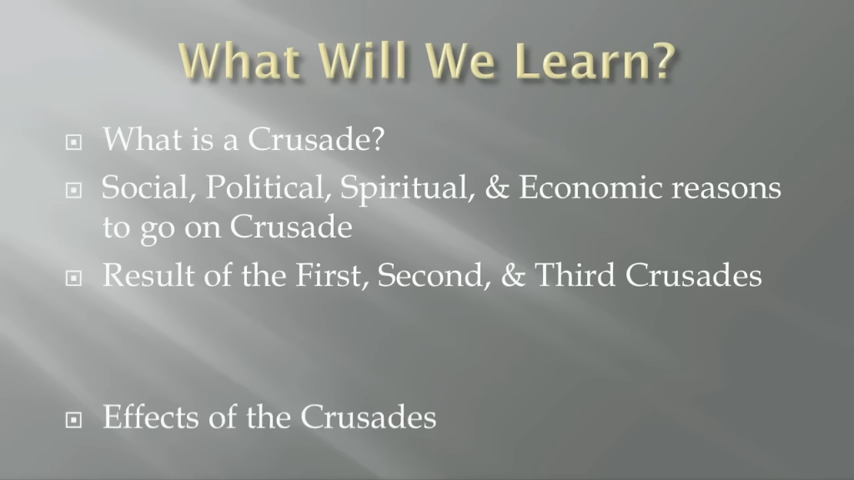 What Will We Learn?
What is a Crusade?
Social, Political, Spiritual, & Economic reasons
to go on Crusade
Result of the First, Second, & Third Crusades
Effects of the Crusades